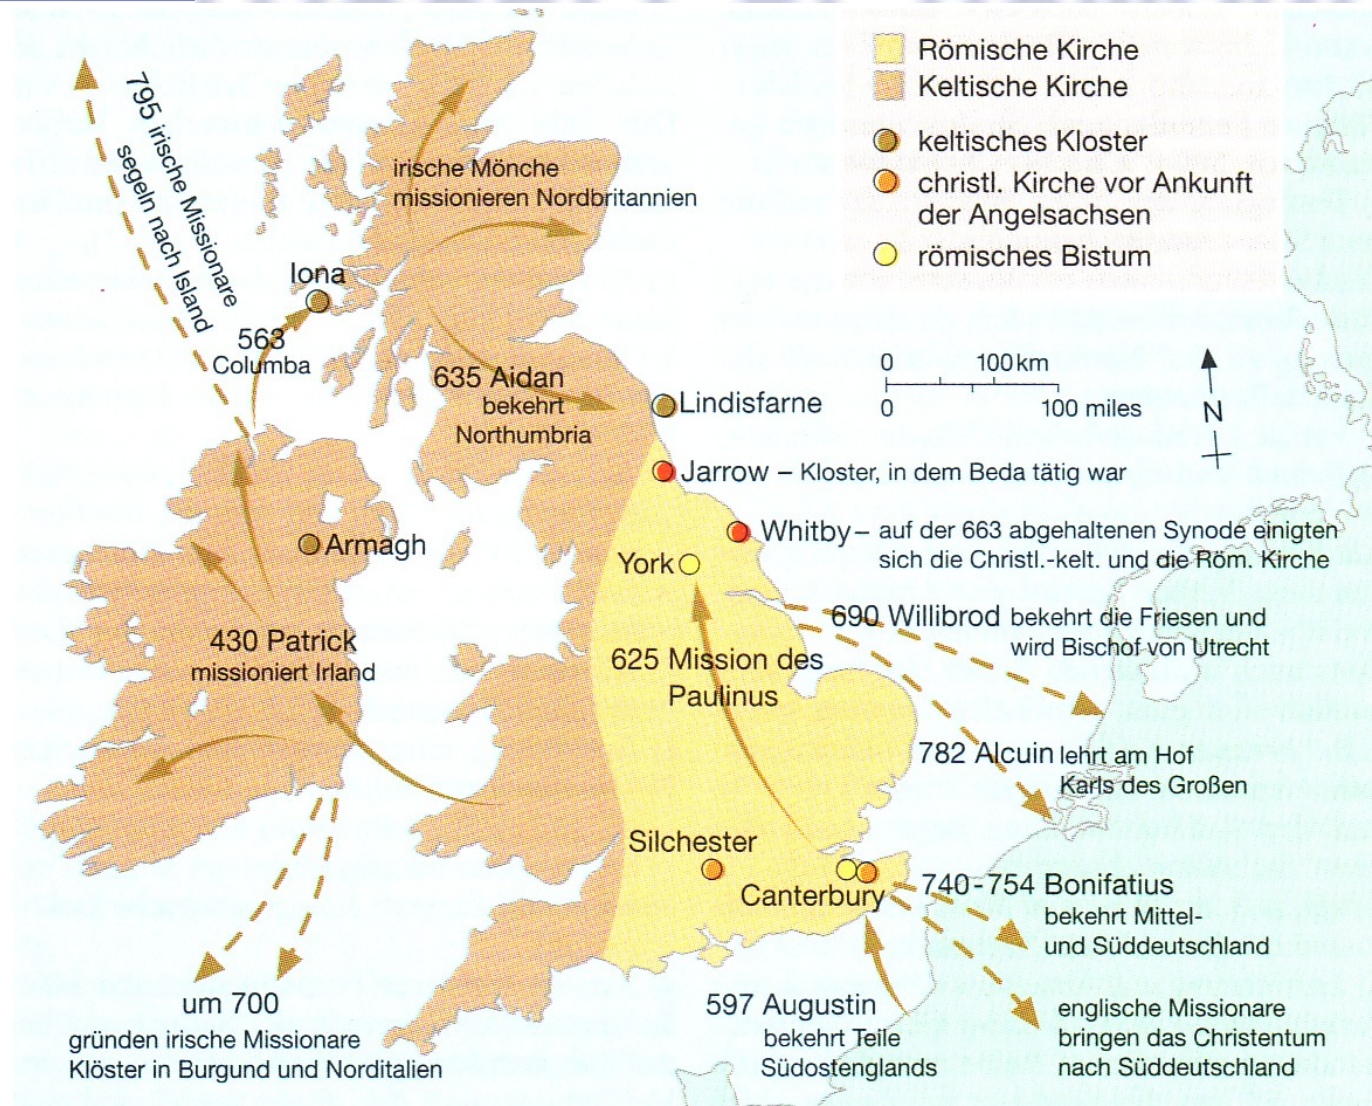 Römische Kirche
Keltische Kirche
keltisches Kloster
christl. Kirche vor Ankunft
der Angelsachsen
römisches Bistum
0 100 km
0 100 miles
N
795 irische Missionare
segeln nach Island
irische Mönche
missionieren Nordbritannien
Iona
563
Columba
635 Aidan
bekehrt
Northumbria
Lindisfarne
Jarrow – Kloster, in dem Beda tätig war
Whitby – auf der 663 abgehaltenen Synode einigten
sich die Christl.-kelt. und die Röm. Kirche
Armagh
York
430 Patrick
missioniert Irland
625 Mission des
Paulinus
690 Willibrod bekehrt die Friesen und
wird Bischof von Utrecht
782 Alcuin lehrt am Hof
Karls des Großen
Silchester
Canterbury
740-754 Bonifatius
bekehrt Mittel-
und Süddeutschland
um 700
gründen irische Missionare
Klöster in Burgund und Norditalien
597 Augustin
bekehrt Teile
Südostenglands
englische Missionare
bringen das Christentum
nach Süddeutschland